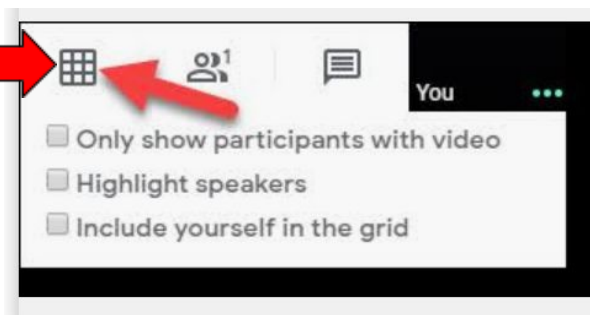 1
You
Only show participants with video
Highlight speakers
Include yourself in the grid